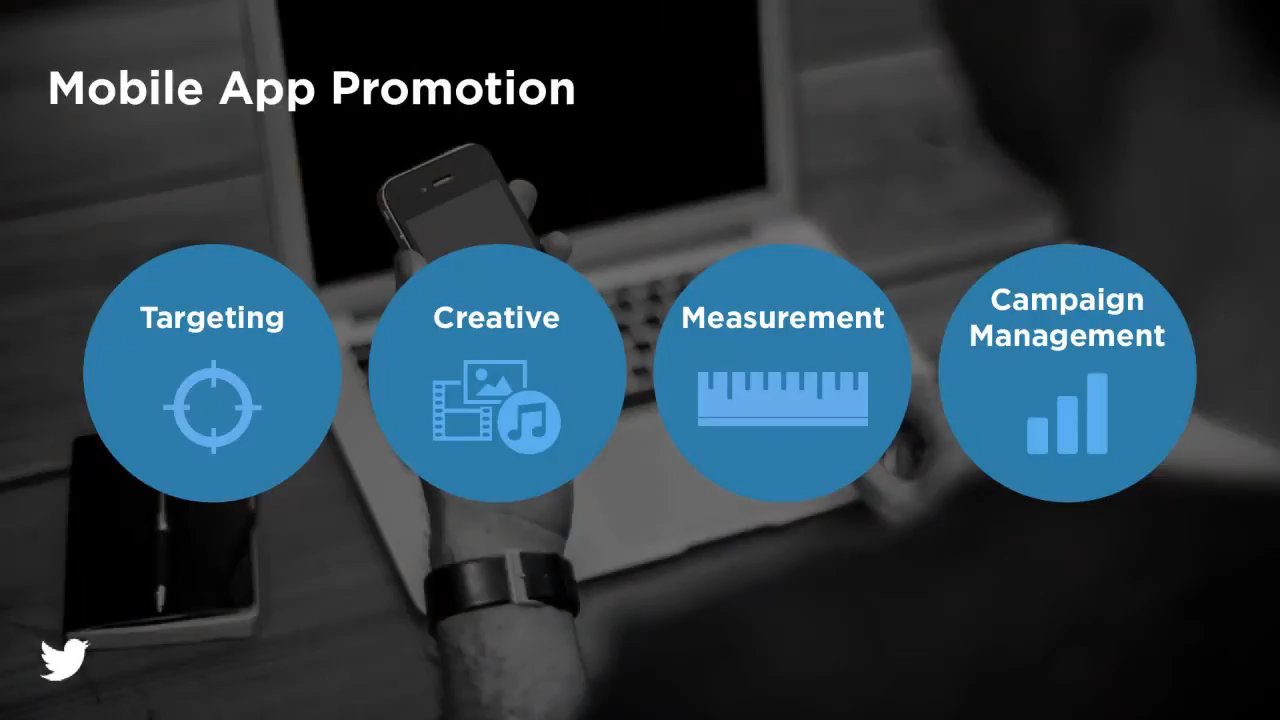 Mobile App Promotion
Targeting
Creative
Measurement
Campaign
Management